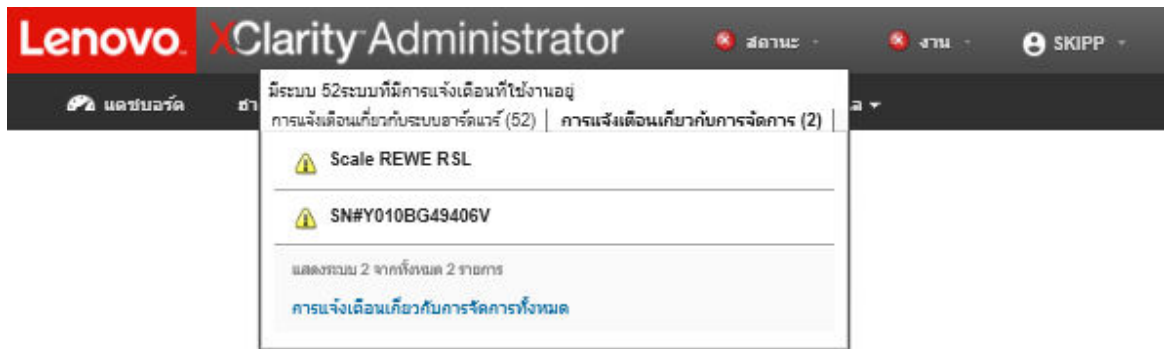 Lenovo. XClarity Administrator สถานะ งาน SKIPP
แดชบอร์ด ฮา
มีระบบ 52ระบบที่มีการแจ้งเตือนที่ใช้งานอยู่
การแจ้งเตือนเกี่ยวกับระบบฮาร์ดแวร์ (52) | การแจ้งเตือนเกี่ยวกับการจัดการ (2) |
ล
Scale REWE RSL
SN#Y010BG49406V
แสดงระบบ 2 จากทั้งหมด 2 รายการ
การแจ้งเตือนเกี่ยวกับการจัดการทั้งหมด